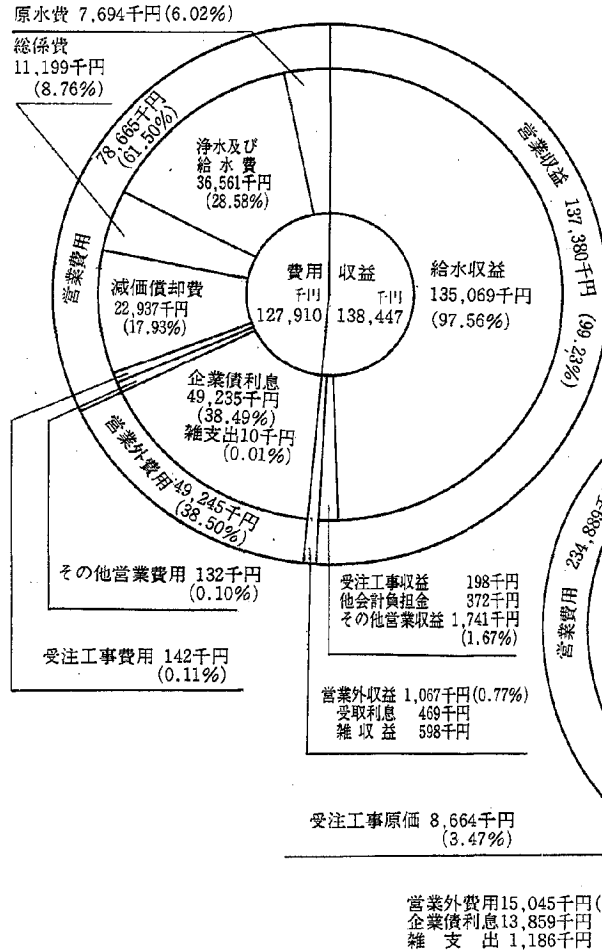 原水費 7,694千円(6.02%)
総係費
11,199千円
(8.76%)
78,665千円
(61.50%)
営業費用
浄水及び
給水費
36,561千円
(28.58%)
減価償却費
22,937千円
(17.93%)
費用
千円
127,910
収益
千円
138,447
給水収益
135,069千円
(97.56%)
営業収益 137,380千円 (99.23%)
企業債利息
49,235千円
(38.49%)
雑支出10千円
(0.01%)
営業外費用 49,245千円
(38.50%)
その他営業費用 132千円
(0.10%)
受注工事費用 142千円
(0.11%)
受注工事収益 198千円
他会計負担金 372千円
その他営業収益 1,741千円
(1.67%)
営業外収益 1,067千円(0.77%)
受取利息 469千円
雑収益 598千円
営業費用 234,889千
受注工事原価 8,664千円
(3.47%)
営業外費用15,045千円(
企業債利息13,859千円
雑支出 1,186千円